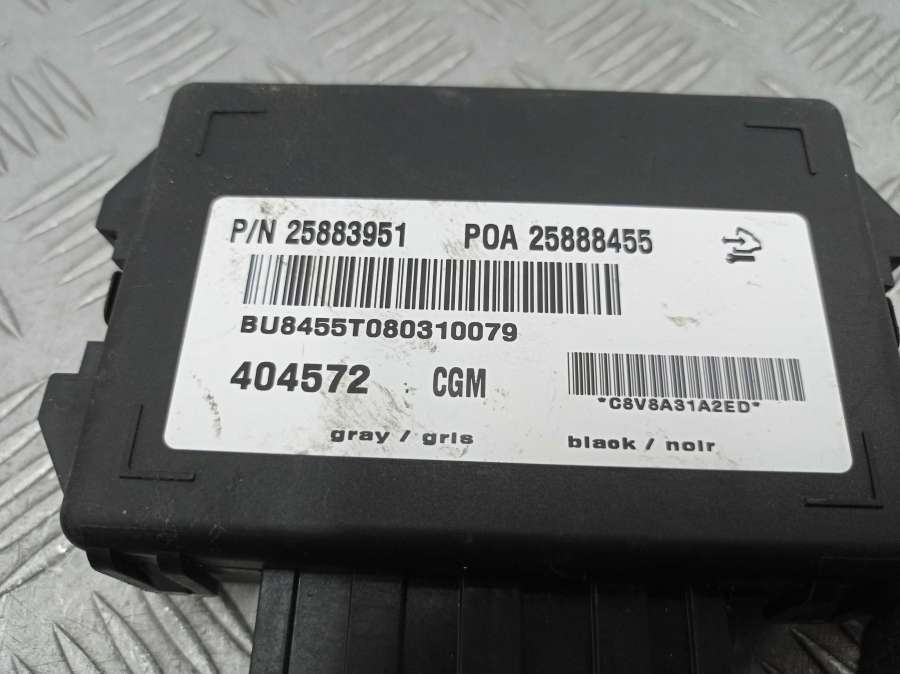 P/N 25883951 POA 25888455
BU8455T080310079
404572 CGM
*C8V8A31A2ED*
gray / gris black / noir